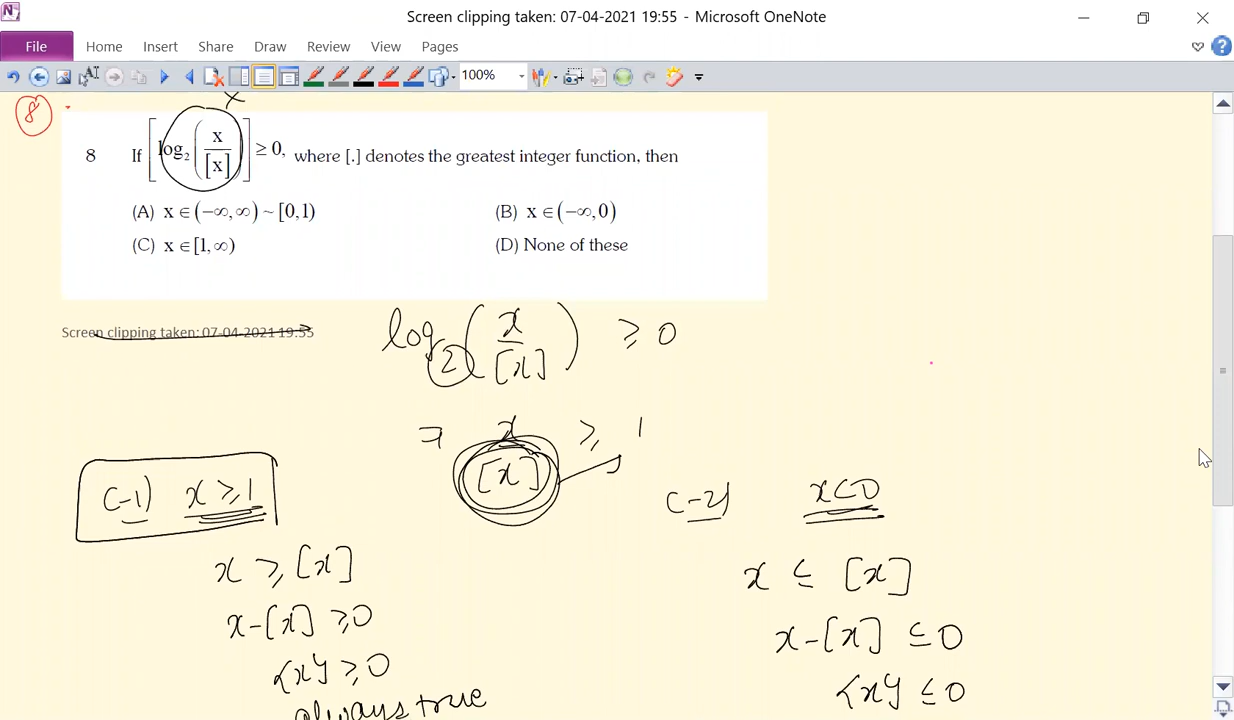 Screen clipping taken: 07-04-2021 19:55 - Microsoft OneNote
File Home Insert Share Draw Review View Pages
100%
8
8 If [log₂(x/[x])] ≥ 0, where [.] denotes the greatest integer function, then
(A) x ∈ (−∞, ∞) ~ [0, 1) (B) x ∈ (−∞, 0)
(C) x ∈ [1, ∞) (D) None of these
Screen clipping taken: 07-04-2021 19:55
log₂(x/[x]) ≥ 0
⇒ x/[x] ≥ 1
C-1) x ≥ 1
C-2) x < 0
x ≥ [x]
x - [x] ≥ 0
{x} ≥ 0
always true
x ≤ [x]
x - [x] ≤ 0
{x} ≤ 0